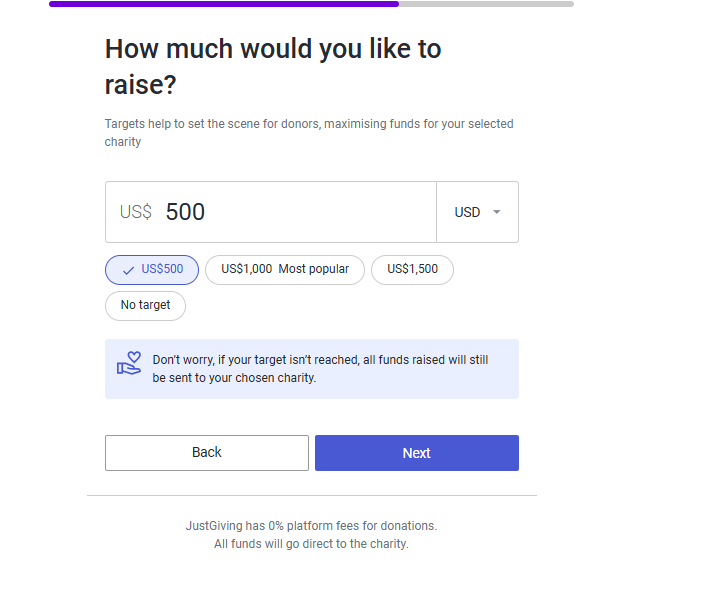 How much would you like to
raise?
Targets help to set the scene for donors, maximising funds for your selected
charity
US$ 500 USD
US$500 US$1,000 Most popular US$1,500
No target
Don’t worry, if your target isn’t reached, all funds raised will still
be sent to your chosen charity.
Back Next
JustGiving has 0% platform fees for donations.
All funds will go direct to the charity.